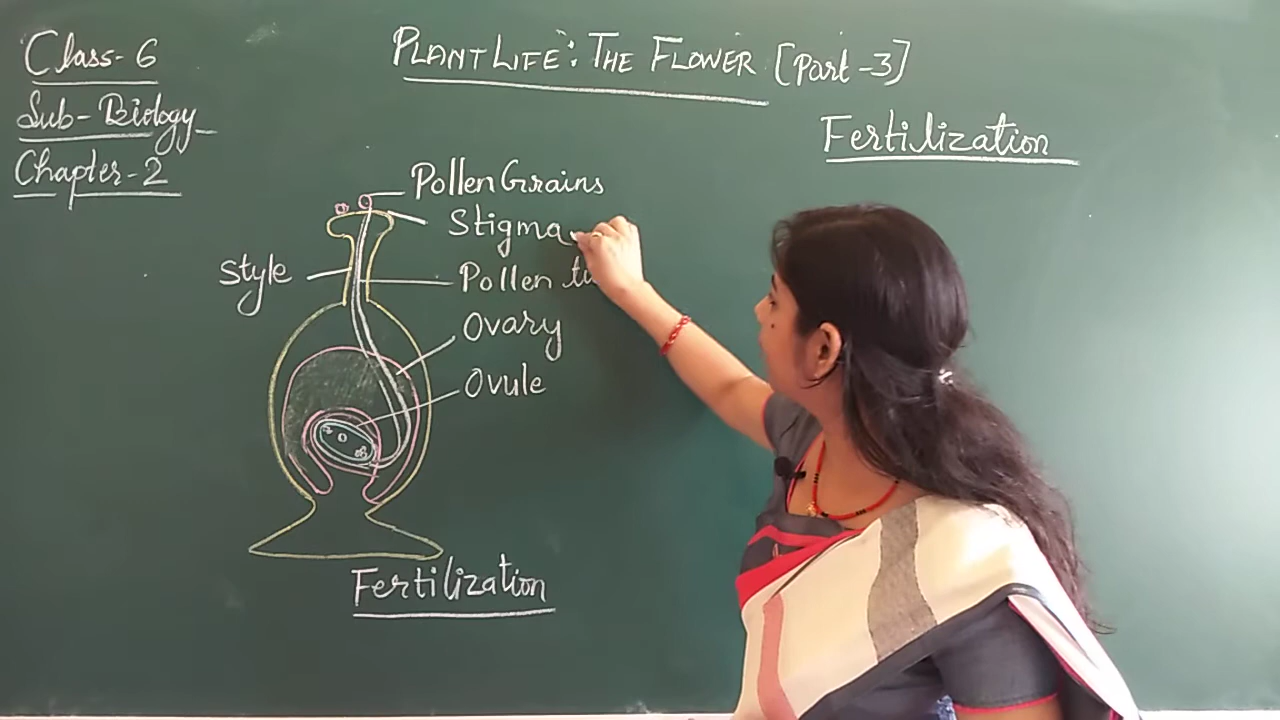 Class-6
Sub-Biology
Chapter-2
PLANT LIFE: THE FLOWER [Part-3]
Fertilization
Pollen Grains
Stigma
Style
Pollen
Ovary
Ovule
Fertilization